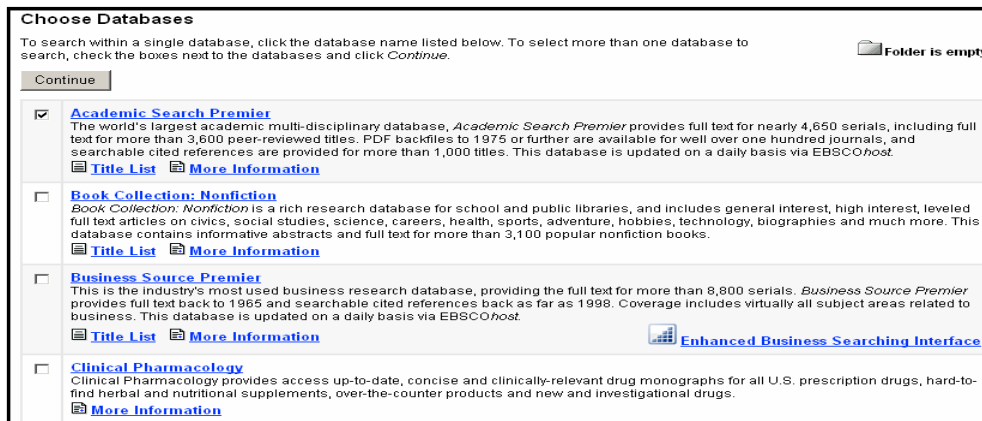 Choose Databases
To search within a single database, click the database name listed below. To select more than one database to
search, check the boxes next to the databases and click Continue.
Folder is empty
Continue
Academic Search Premier
The world's largest academic multi-disciplinary database, Academic Search Premier provides full text for nearly 4,650 serials, including full
text for more than 3,600 peer-reviewed titles. PDF backfiles to 1975 or further are available for well over one hundred journals, and
searchable cited references are provided for more than 1,000 titles. This database is updated on a daily basis via EBSCOhost.
Title List More Information
Book Collection: Nonfiction
Book Collection: Nonfiction is a rich research database for school and public libraries, and includes general interest, high interest, leveled
full text articles on civics, social studies, science, careers, health, sports, adventure, hobbies, technology, biographies and much more. This
database contains informative abstracts and full text for more than 3,100 popular nonfiction books.
Title List More Information
Business Source Premier
This is the industry's most used business research database, providing the full text for more than 8,800 serials. Business Source Premier
provides full text back to 1965 and searchable cited references back as far as 1998. Coverage includes virtually all subject areas related to
business. This database is updated on a daily basis via EBSCOhost.
Title List More Information Enhanced Business Searching Interface
Clinical Pharmacology
Clinical Pharmacology provides access up-to-date, concise and clinically-relevant drug monographs for all U.S. prescription drugs, hard-to-
find herbal and nutritional supplements, over-the-counter products and new and investigational drugs.
More Information